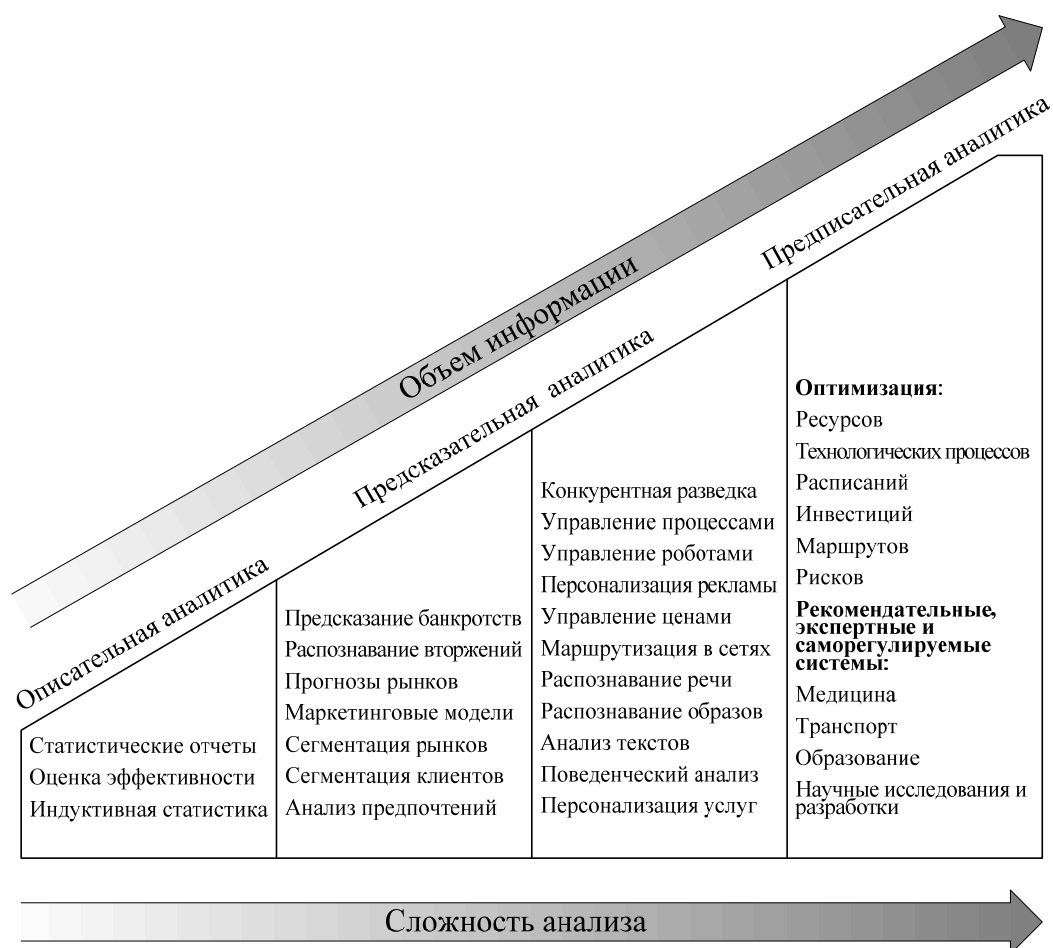 Объем информации
Описательная аналитика
Предсказательная аналитика
Предписательная аналитика
Статистические отчеты
Оценка эффективности
Индуктивная статистика
Предсказание банкротств
Распознавание вторжений
Прогнозы рынков
Маркетинговые модели
Сегментация рынков
Сегментация клиентов
Анализ предпочтений
Конкурентная разведка
Управление процессами
Управление роботами
Персонализация рекламы
Управление ценами
Маршрутизация в сетях
Распознавание речи
Распознавание образов
Анализ текстов
Поведенческий анализ
Персонализация услуг
Оптимизация:
Ресурсов
Технологических процессов
Расписаний
Инвестиций
Маршрутов
Рисков
Рекомендательные,
экспертные и
саморегулируемые
системы:
Медицина
Транспорт
Образование
Научные исследования и
разработки
Сложность анализа